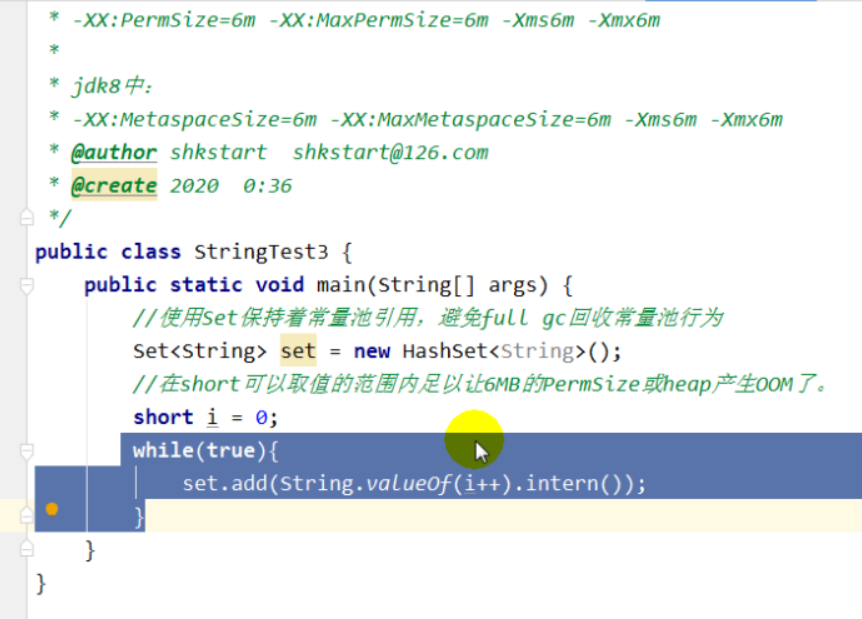 * -XX:PermSize=6m -XX:MaxPermSize=6m -Xms6m -Xmx6m
*
* jdk8中：
* -XX:MetaspaceSize=6m -XX:MaxMetaspaceSize=6m -Xms6m -Xmx6m
* @author shkstart  shkstart@126.com
* @create 2020  0:36
*/
public class StringTest3 {
    public static void main(String[] args) {
        //使用Set保持着常量池引用，避免full gc回收常量池行为
        Set<String> set = new HashSet<String>();
        //在short可以取值的范围内足以让6MB的PermSize或heap产生OOM了。
        short i = 0;
        while(true){
            set.add(String.valueOf(i++).intern());
        }
    }
}